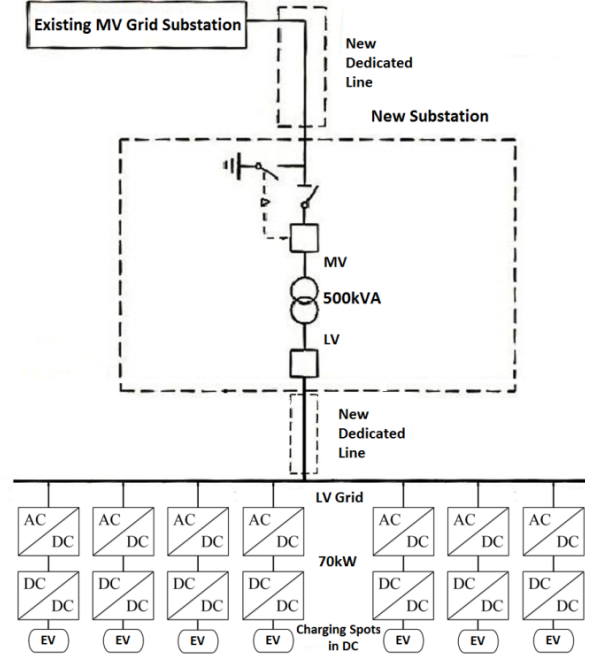 Existing MV Grid Substation
New
Dedicated
Line
New Substation
MV
500kVA
LV
New
Dedicated
Line
LV Grid
AC DC AC DC AC DC AC DC AC DC AC DC AC DC
70kW
DC DC DC DC DC DC DC DC DC DC DC DC DC DC
EV EV EV EV Charging Spots EV EV EV
in DC